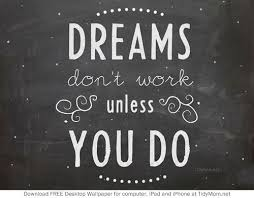 DREAMS
don't work
unless
YOU DO
Download FREE Desktop Wallpaper for computer, iPad and iPhone at TidyMom.net